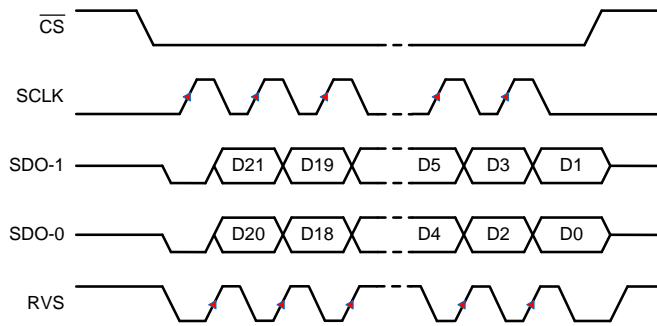 CS
SCLK
SDO-1 D21 D19 D5 D3 D1
SDO-0 D20 D18 D4 D2 D0
RVS